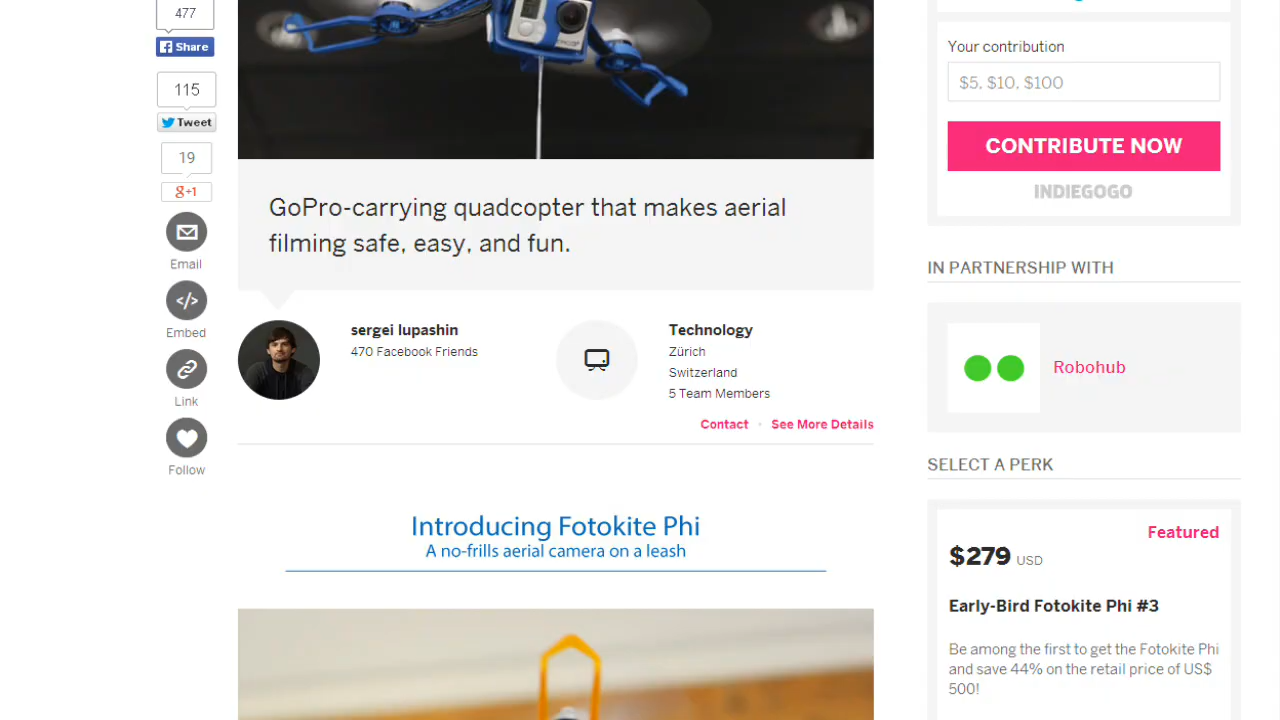 477
Share
115
Tweet
19
g+1
Email
</>
Embed
Link
Follow
GoPro-carrying quadcopter that makes aerial
filming safe, easy, and fun.
sergei lupashin
470 Facebook Friends
Technology
Zürich
Switzerland
5 Team Members
Contact · See More Details
Introducing Fotokite Phi
A no-frills aerial camera on a leash
Your contribution
$5, $10, $100
CONTRIBUTE NOW
INDIEGOGO
IN PARTNERSHIP WITH
Robohub
SELECT A PERK
Featured
$279 USD
Early-Bird Fotokite Phi #3
Be among the first to get the Fotokite Phi
and save 44% on the retail price of US$
500!